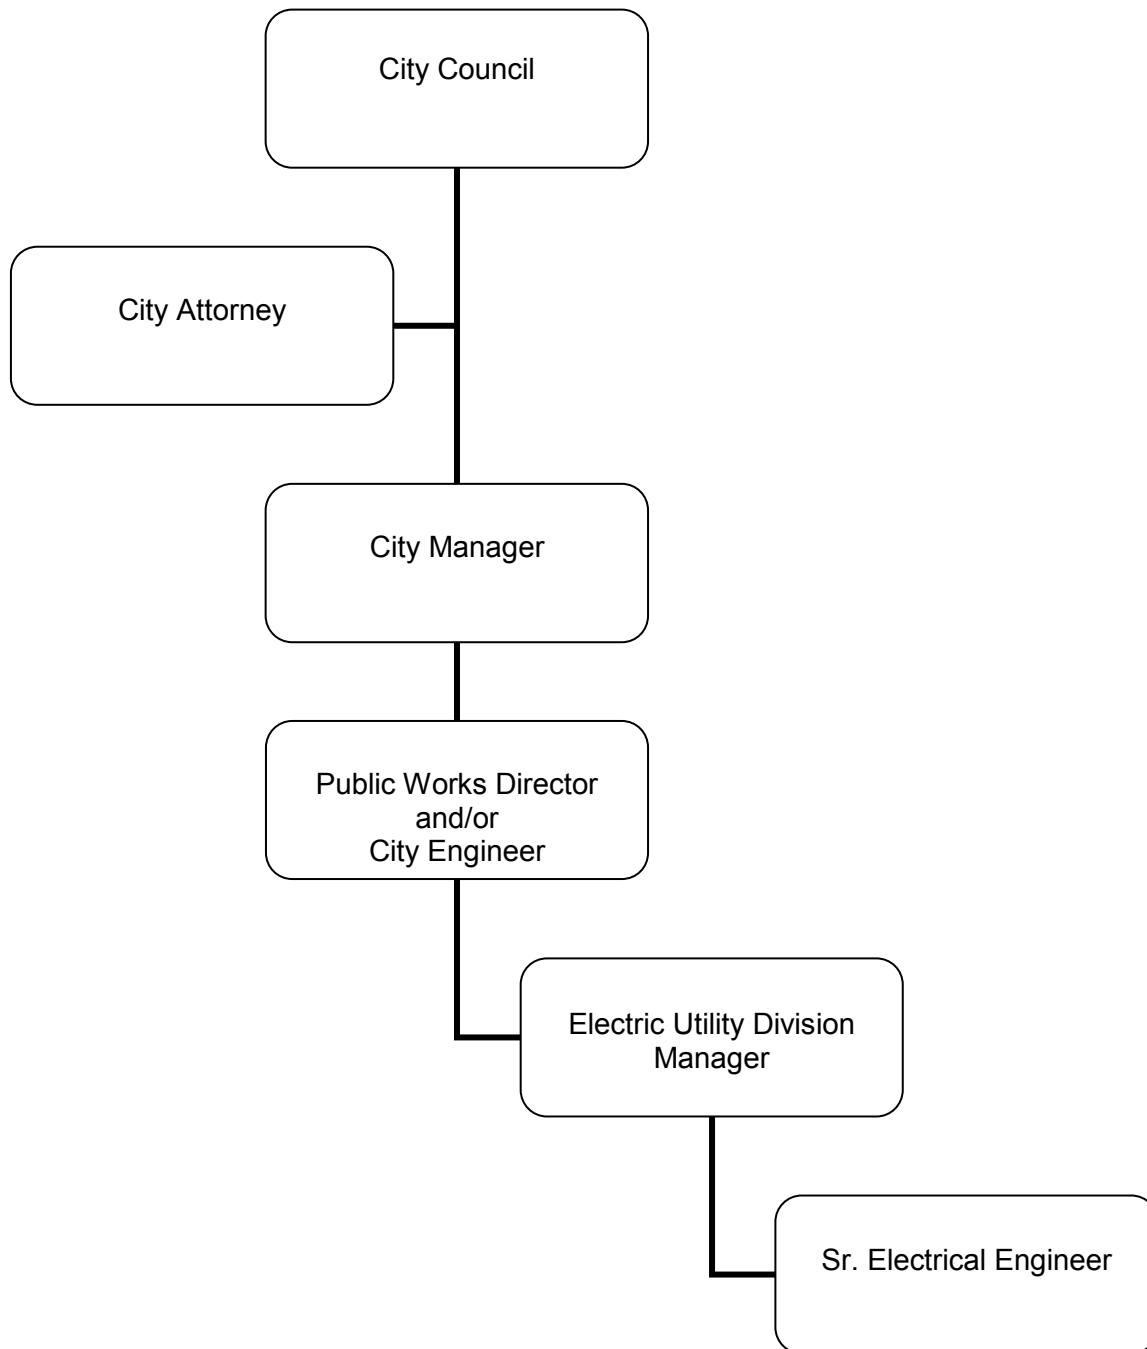 City Council
City Attorney
City Manager
Public Works Director
and/or
City Engineer
Electric Utility Division
Manager
Sr. Electrical Engineer